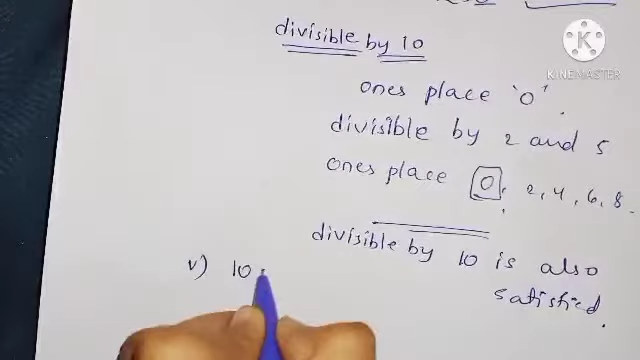 divisible by 10
KINEMASTER
ones place '0'.
divisible by 2 and 5
ones place 0, 2, 4, 6, 8.
divisible by 10 is also
satisfied.
v) 10